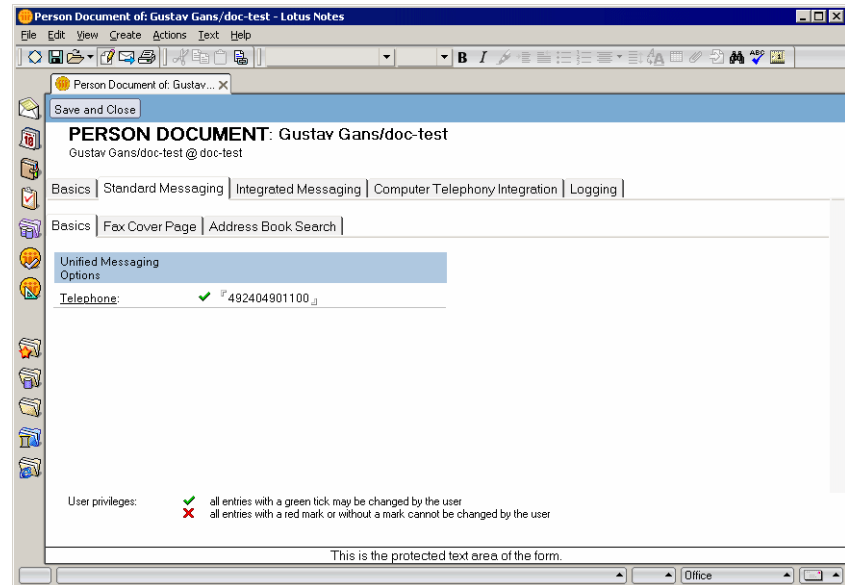 Person Document of: Gustav Gans/doc-test - Lotus Notes
File Edit View Create Actions Text Help
B I
Person Document of: Gustav...
Save and Close
PERSON DOCUMENT: Gustav Gans/doc-test
Gustav Gans/doc-test @ doc-test
Basics Standard Messaging Integrated Messaging Computer Telephony Integration Logging
Basics Fax Cover Page Address Book Search
Unified Messaging
Options
Telephone: 492404901100
User privileges: all entries with a green tick may be changed by the user
all entries with a red mark or without a mark cannot be changed by the user
This is the protected text area of the form.
Office